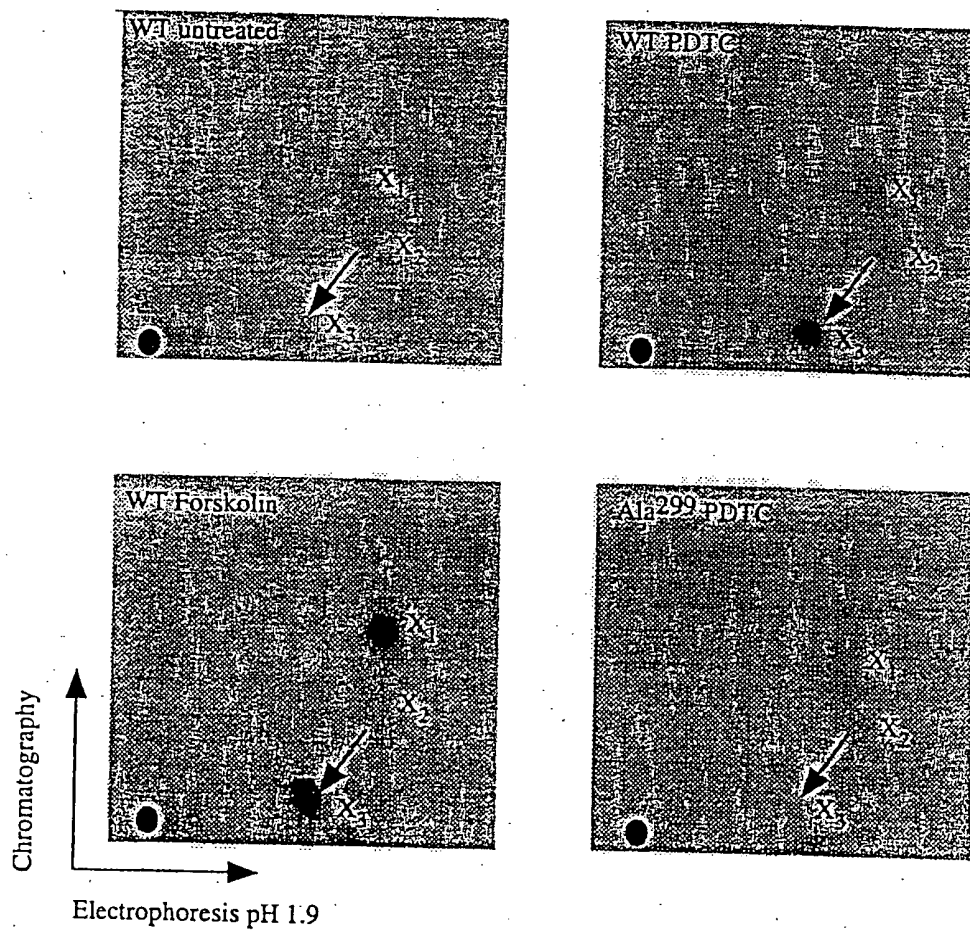 WT untreated
X1
X2
X3
WT PDTC
X1
X2
X3
WT Forskolin
X1
X2
X3
Ala299 PDTC
X1
X2
X3
Chromatography
Electrophoresis pH 1.9